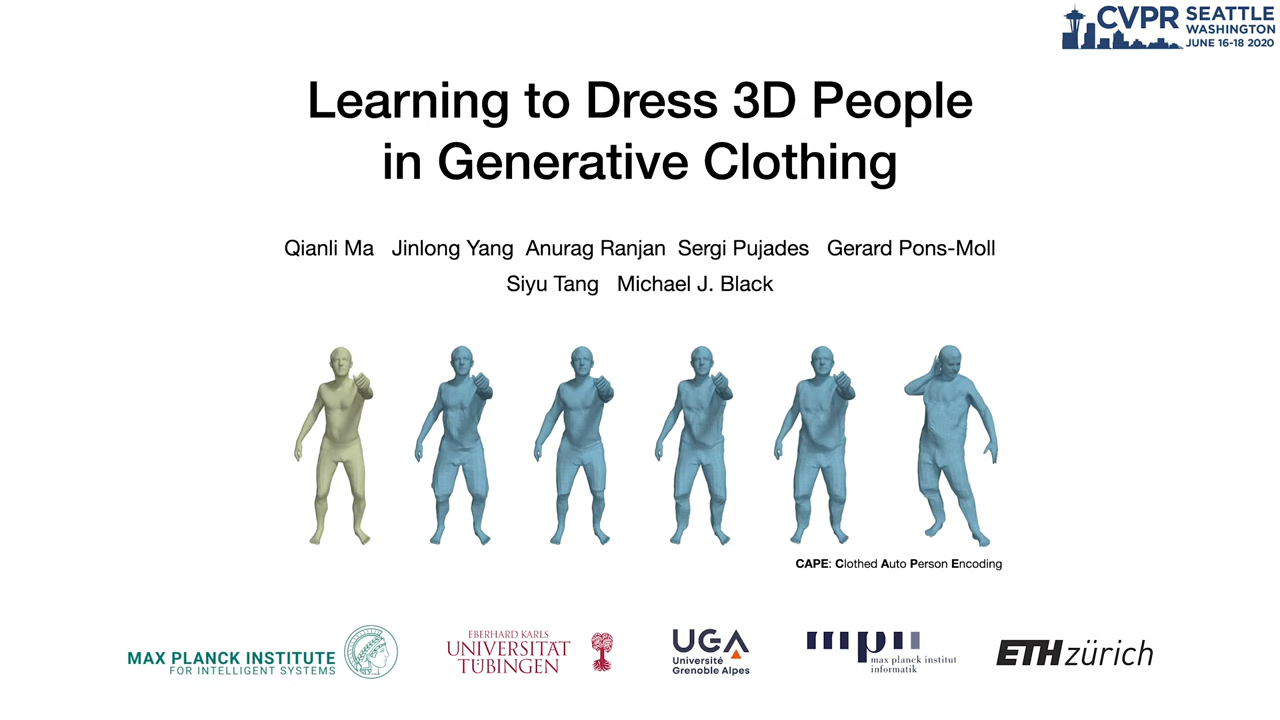 CVPR SEATTLE
WASHINGTON
JUNE 16-18 2020
Learning to Dress 3D People
in Generative Clothing
Qianli Ma Jinlong Yang Anurag Ranjan Sergi Pujades Gerard Pons-Moll
Siyu Tang Michael J. Black
CAPE: Clothed Auto Person Encoding
MAX PLANCK INSTITUTE
FOR INTELLIGENT SYSTEMS
EBERHARD KARLS
UNIVERSITÄT
TÜBINGEN
UGA
Université
Grenoble Alpes
mpii
max planck institut
informatik
ETH zürich